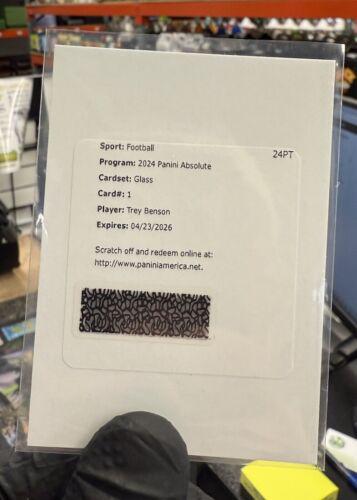 24PT
Sport: Football
Program: 2024 Panini Absolute
Cardset: Glass
Card#: 1
Player: Trey Benson
Expires: 04/23/2026
Scratch off and redeem online at:
http://www.paniniamerica.net.